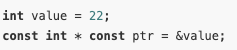 int value = 22;
const int * const ptr = &value;